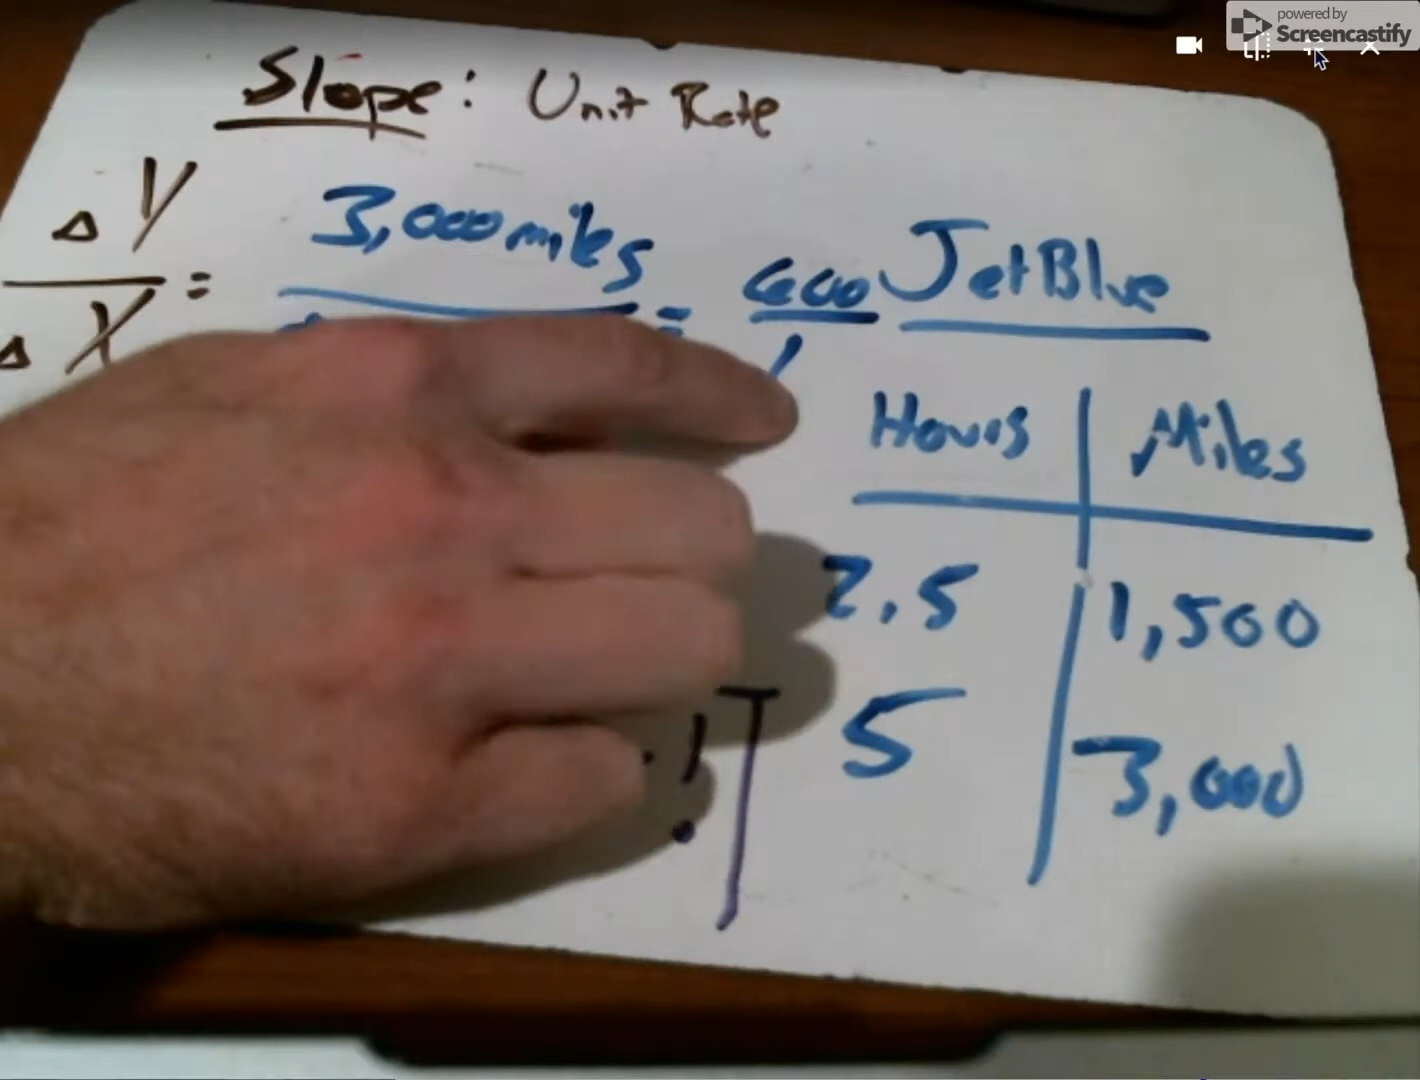 powered by
Screencastify
Slope: Unit Rate
ΔY
ΔX
=
3,000 miles
=
600
1
JetBlue
Hours Miles
2.5 1,500
5 3,000